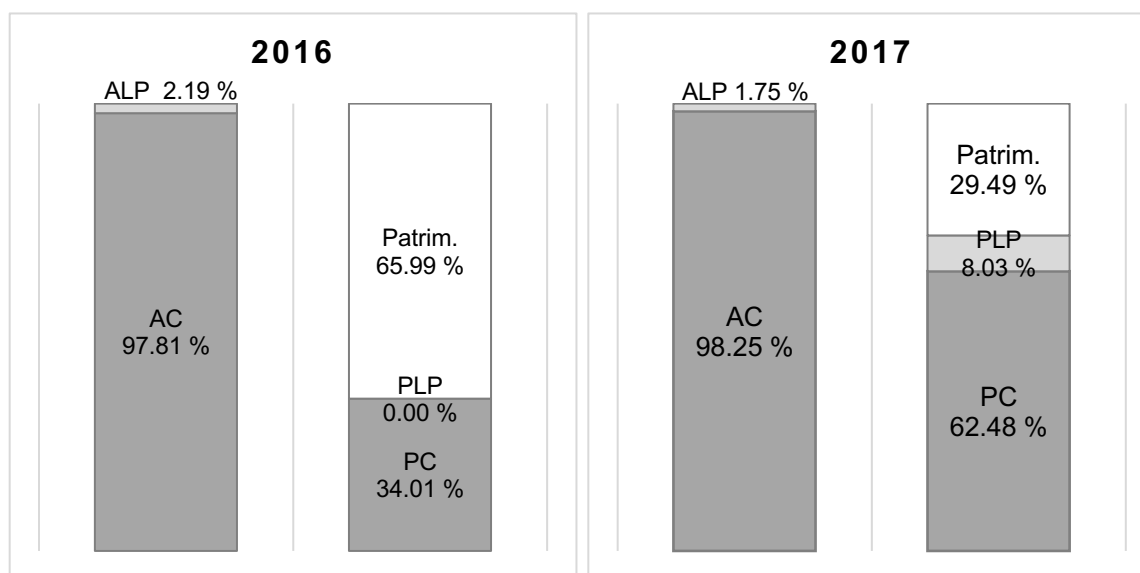 2016
ALP 2.19 %
Patrim.
65.99 %
AC
97.81 %
PLP
0.00 %
PC
34.01 %
2017
ALP 1.75 %
Patrim.
29.49 %
PLP
8.03 %
AC
98.25 %
PC
62.48 %